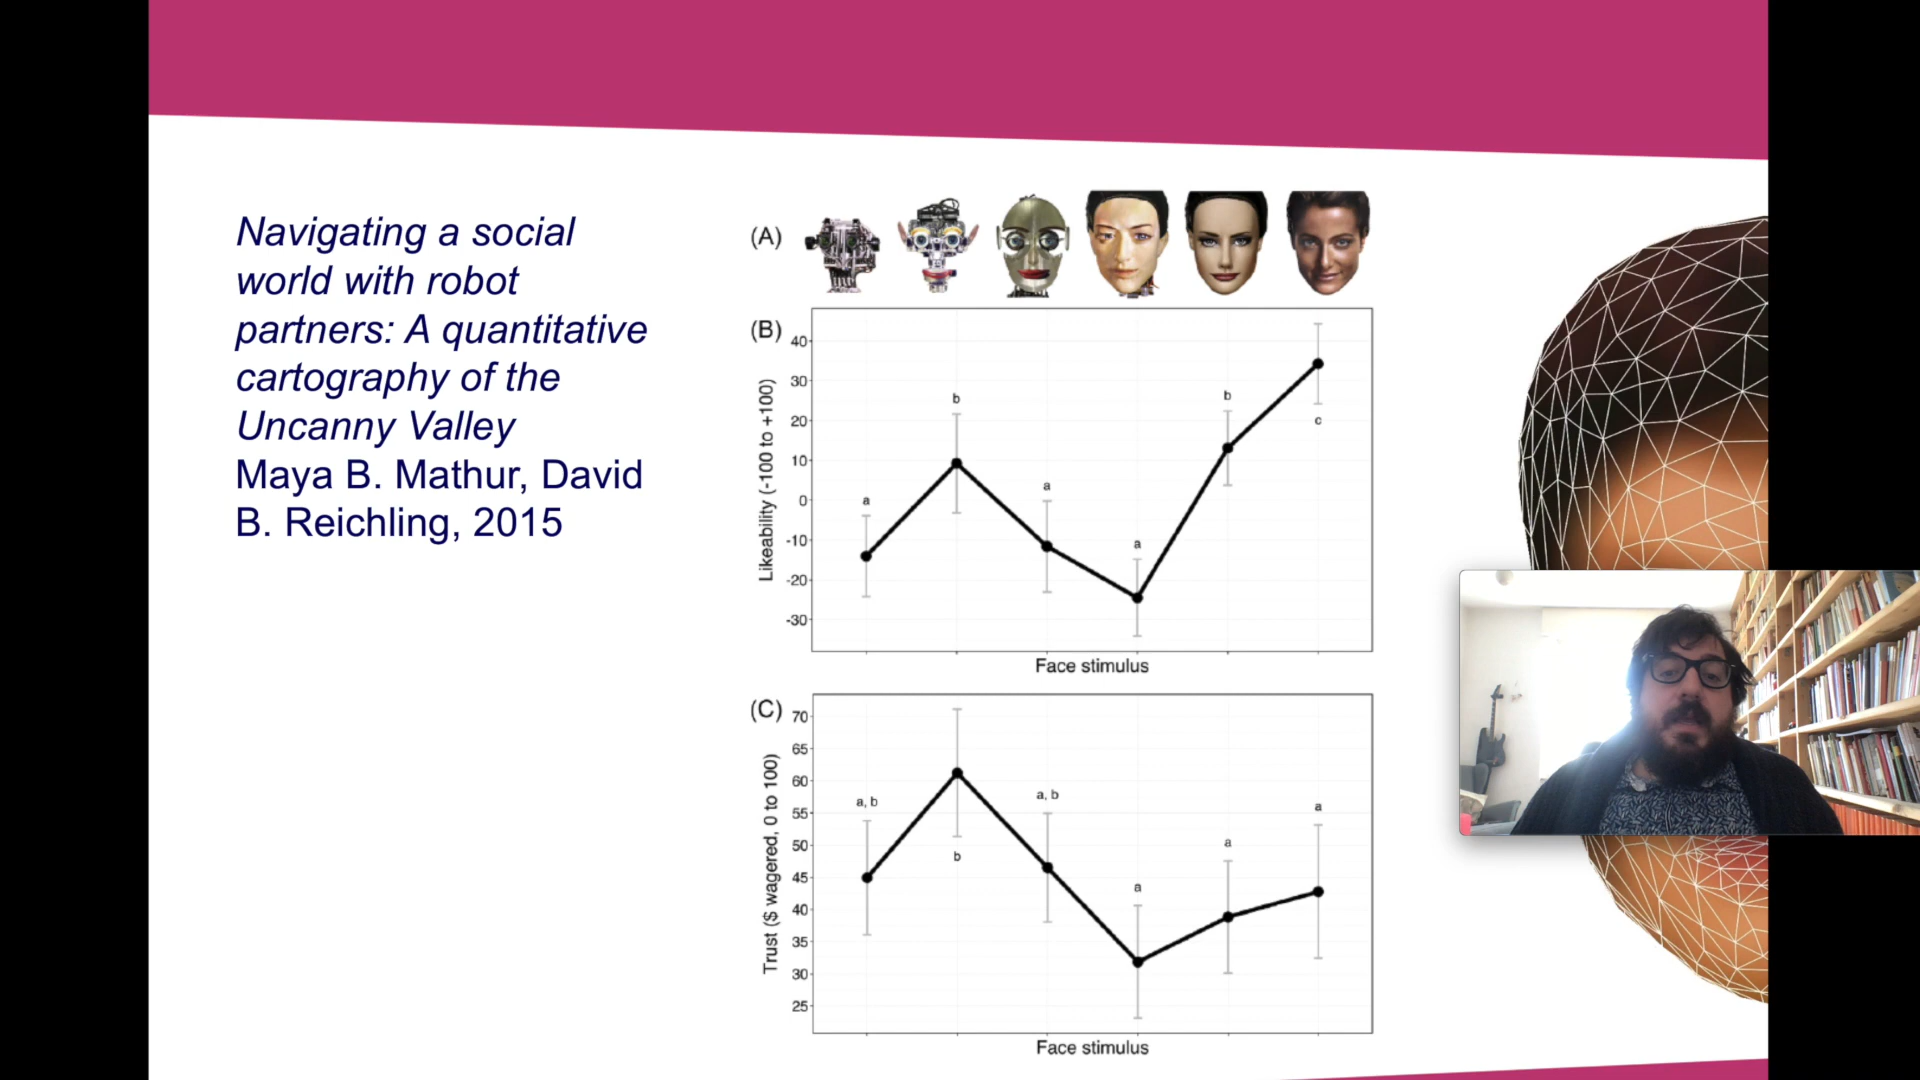 Navigating a social
world with robot
partners: A quantitative
cartography of the
Uncanny Valley
Maya B. Mathur, David
B. Reichling, 2015
(A)
(B)
Likeability (-100 to +100)
40
30
20
10
0
-10
-20
-30
a
b
a
a
b
c
Face stimulus
(C)
Trust ($ wagered, 0 to 100)
70
65
60
55
50
45
40
35
30
25
a, b
b
a, b
a
a
a
Face stimulus